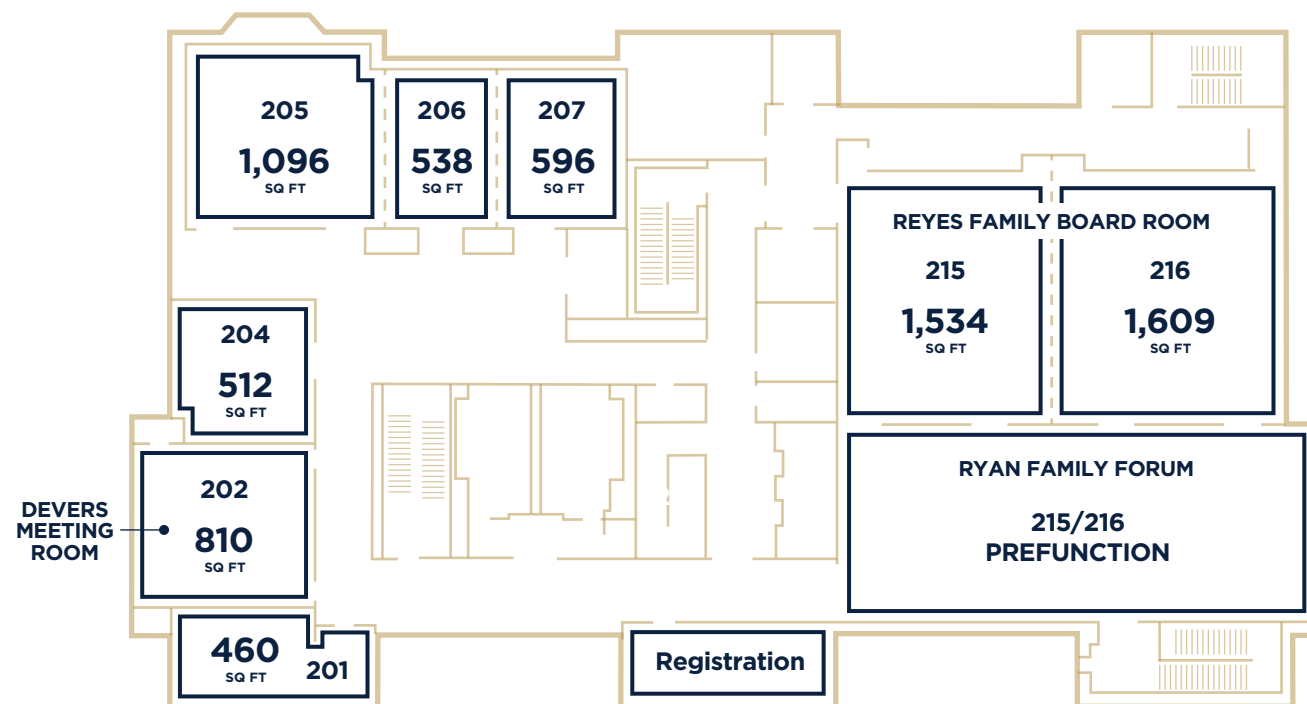 205
1,096
SQ FT
206
538
SQ FT
207
596
SQ FT
REYES FAMILY BOARD ROOM
215
1,534
SQ FT
216
1,609
SQ FT
204
512
SQ FT
RYAN FAMILY FORUM
215/216
PREFUNCTION
DEVERS
MEETING
ROOM
202
810
SQ FT
460
SQ FT
201
Registration